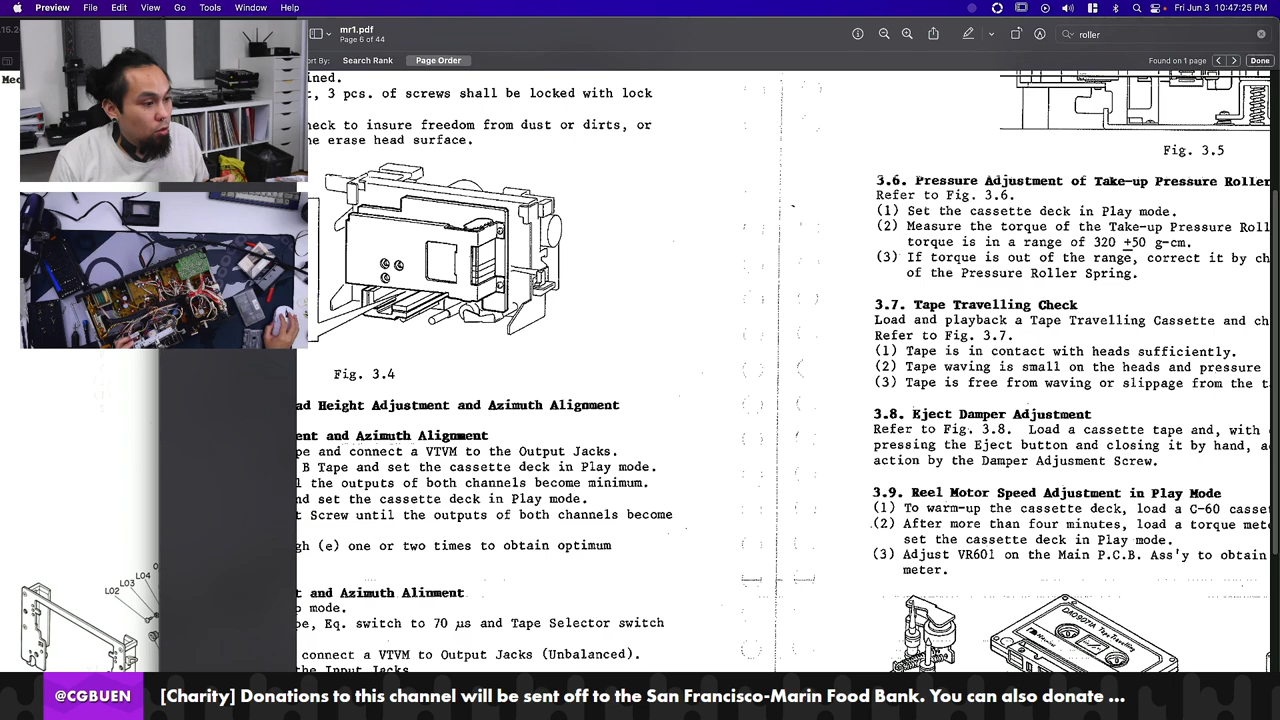 Preview File Edit View Go Tools Window Help Fri Jun 3 10:47:25 PM
mr1.pdf
Page 6 of 44
roller
Sort By: Search Rank Page Order
Found on 1 page
Done
ined.
, 3 pcs. of screws shall be locked with lock
heck to insure freedom from dust or dirts, or
he erase head surface.
Fig. 3.4
ad Height Adjustment and Azimuth Alignment
ent and Azimuth Alignment
pe and connect a VTVM to the Output Jacks.
B Tape and set the cassette deck in Play mode.
l the outputs of both channels become minimum.
nd set the cassette deck in Play mode.
t Screw until the outputs of both channels become
gh (e) one or two times to obtain optimum
t and Azimuth Alinment
p mode.
pe, Eq. switch to 70 µs and Tape Selector switch
connect a VTVM to Output Jacks (Unbalanced).
the Input Jacks.
Fig. 3.5
3.6. Pressure Adjustment of Take-up Pressure Roller
Refer to Fig. 3.6.
(1) Set the cassette deck in Play mode.
(2) Measure the torque of the Take-up Pressure Roll
torque is in a range of 320 ±50 g-cm.
(3) If torque is out of the range, correct it by ch
of the Pressure Roller Spring.
3.7. Tape Travelling Check
Load and playback a Tape Travelling Cassette and ch
Refer to Fig. 3.7.
(1) Tape is in contact with heads sufficiently.
(2) Tape waving is small on the heads and pressure
(3) Tape is free from waving or slippage from the t
3.8. Eject Damper Adjustment
Refer to Fig. 3.8. Load a cassette tape and, with
pressing the Eject button and closing it by hand, a
action by the Damper Adjusment Screw.
3.9. Reel Motor Speed Adjustment in Play Mode
(1) To warm-up the cassette deck, load a C-60 casse
(2) After more than four minutes, load a torque met
set the cassette deck in Play mode.
(3) Adjust VR601 on the Main P.C.B. Ass'y to obtain
meter.
DA09074 Tape Travelling
L02 L03 L04
@CGBUEN
[Charity] Donations to this channel will be sent off to the San Francisco-Marin Food Bank. You can also donate ...